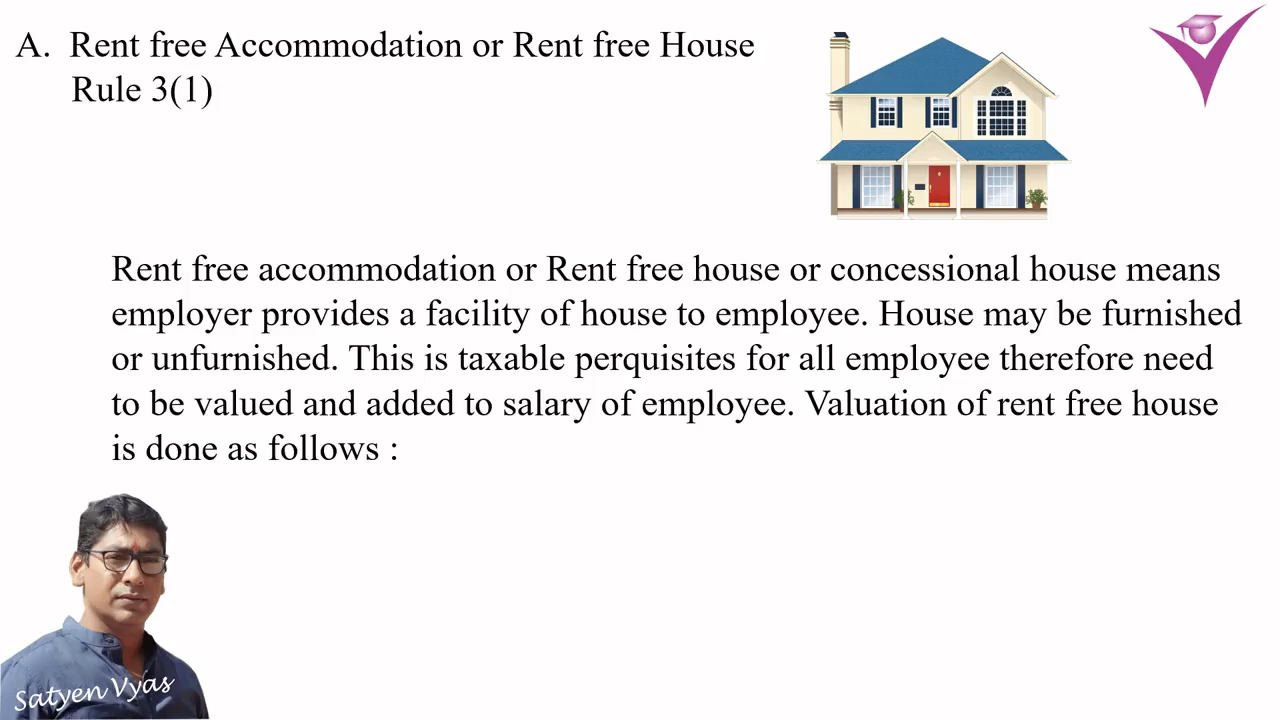 A. Rent free Accommodation or Rent free House
Rule 3(1)
Rent free accommodation or Rent free house or concessional house means
employer provides a facility of house to employee. House may be furnished
or unfurnished. This is taxable perquisites for all employee therefore need
to be valued and added to salary of employee. Valuation of rent free house
is done as follows :
Satyen Vyas